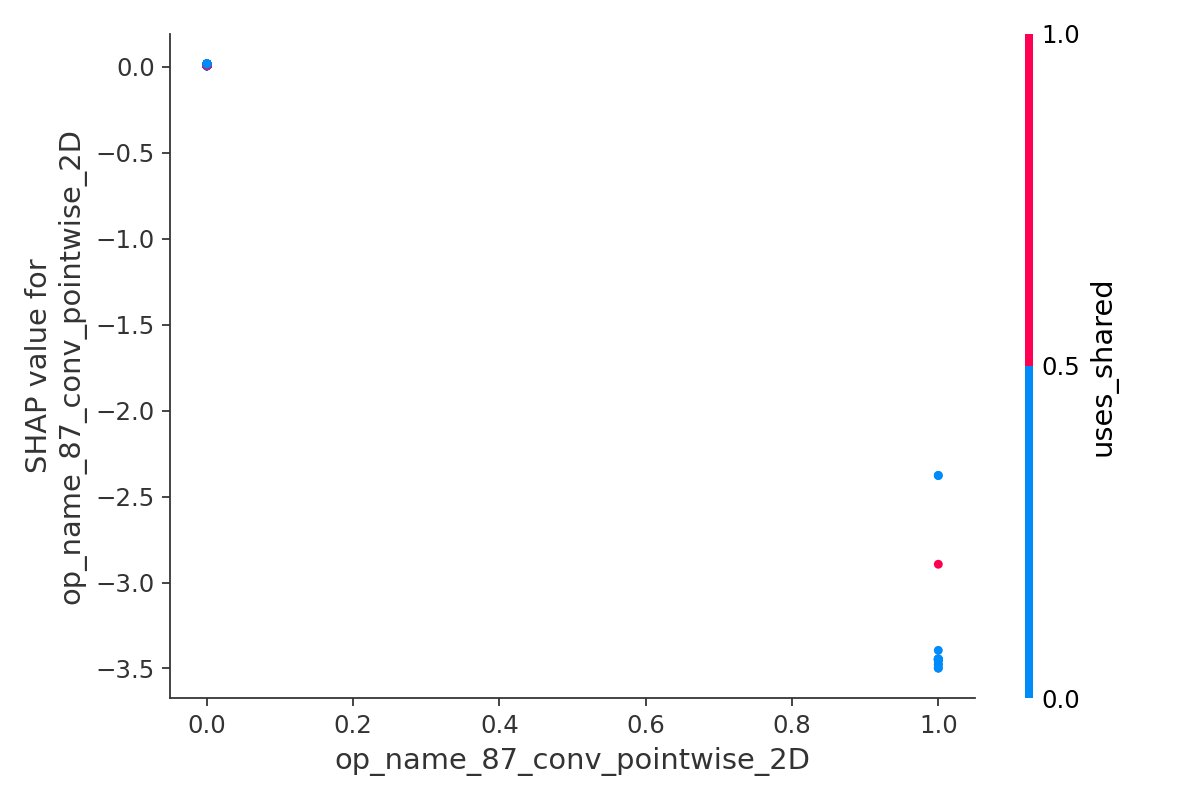 SHAP value for
op_name_87_conv_pointwise_2D
0.0
−0.5
−1.0
−1.5
−2.0
−2.5
−3.0
−3.5
0.0 0.2 0.4 0.6 0.8 1.0
op_name_87_conv_pointwise_2D
1.0
0.5
0.0
uses_shared